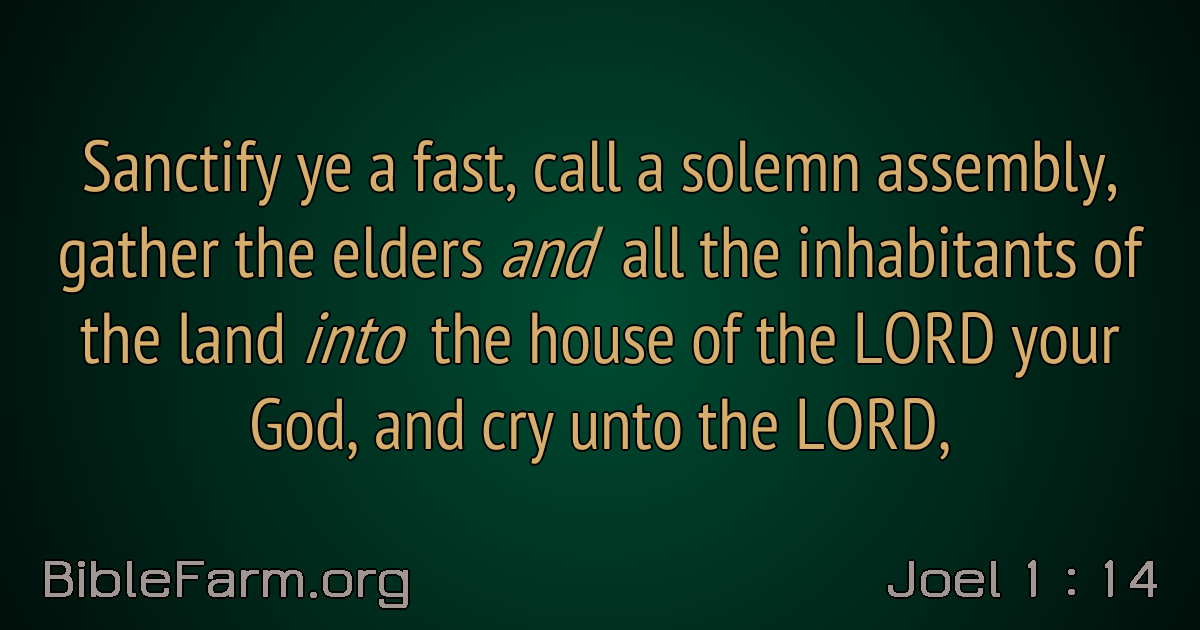 Sanctify ye a fast, call a solemn assembly,
gather the elders and all the inhabitants of
the land into the house of the LORD your
God, and cry unto the LORD,
BibleFarm.org
Joel 1 : 14